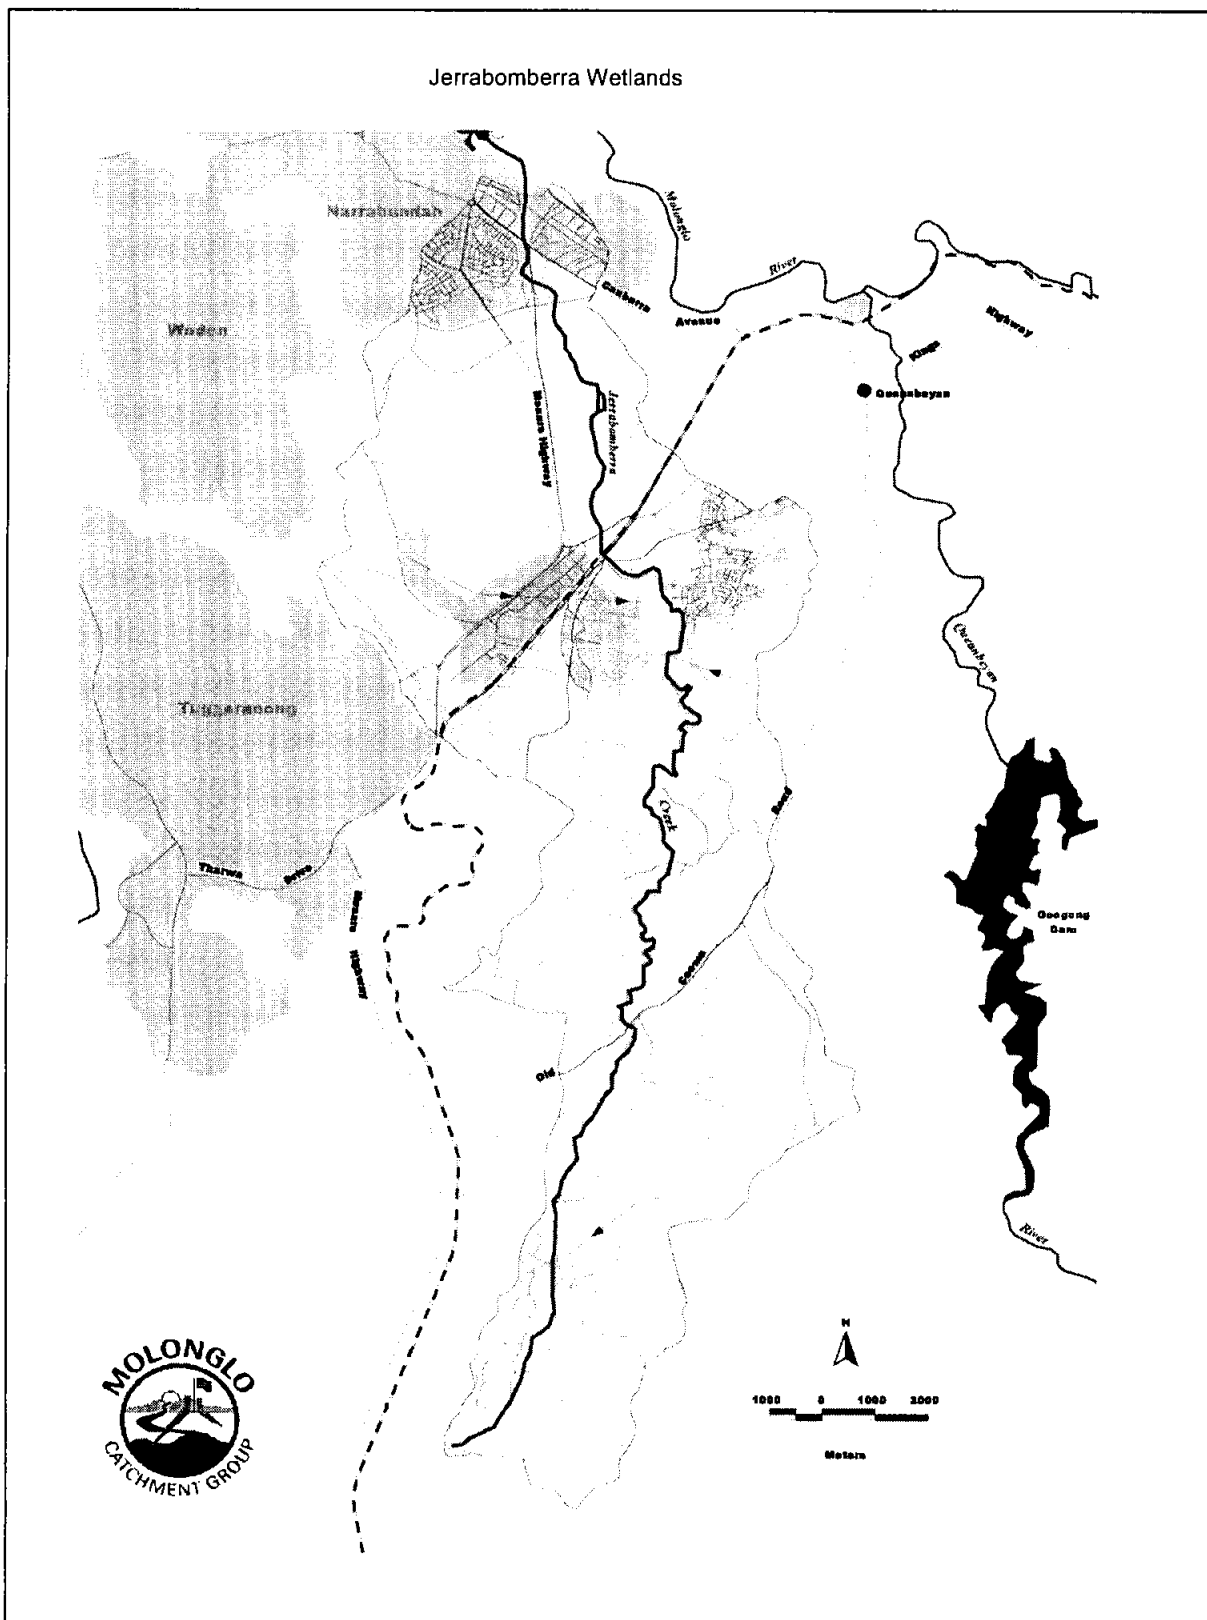 Jerrabomberra Wetlands
Narrabundah
Molonglo
River
Woden
Canberra
Avenue
Highway
Kings
Queanbeyan
Monaro Highway
Jerrabomberra
Queanbeyan
Tuggeranong
Creek
Road
Tharwa
Drive
Monaro Highway
Googong
Dam
Cooma
Old
River
N
MOLONGLO
CATCHMENT GROUP
1000 0 1000 2000
Meters